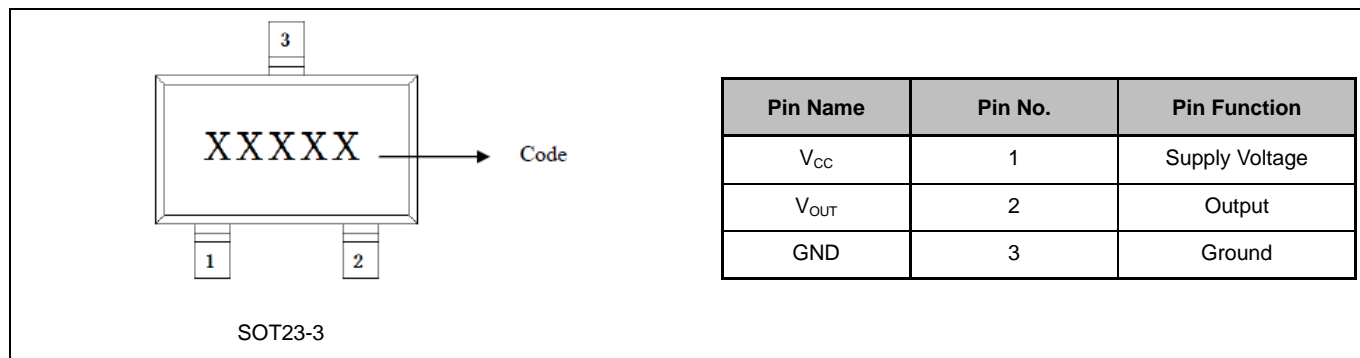 3
XXXXX
Code
1 2
SOT23-3
Pin Name Pin No. Pin Function
VCC 1 Supply Voltage
VOUT 2 Output
GND 3 Ground